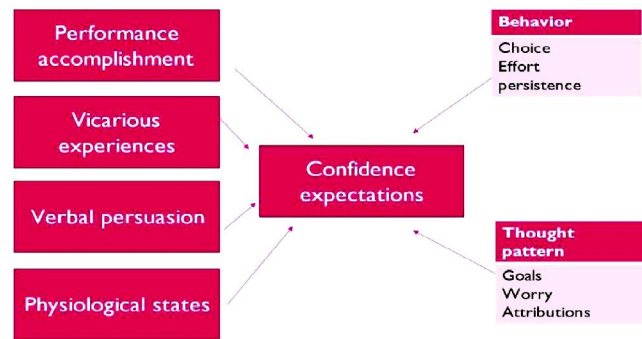 Performance
accomplishment
Vicarious
experiences
Verbal persuasion
Physiological states
Confidence
expectations
Behavior
Choice
Effort
persistence
Thought
pattern
Goals
Worry
Attributions